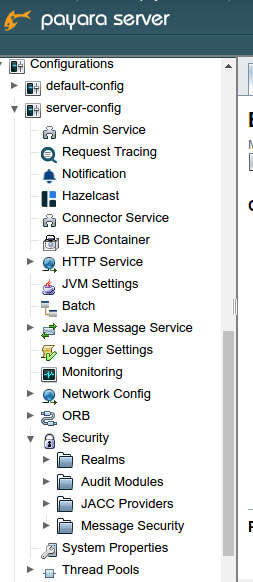 payara server
Configurations
default-config
server-config
Admin Service
Request Tracing
Notification
Hazelcast
Connector Service
EJB Container
HTTP Service
JVM Settings
Batch
Java Message Service
Logger Settings
Monitoring
Network Config
ORB
Security
Realms
Audit Modules
JACC Providers
Message Security
System Properties
Thread Pools